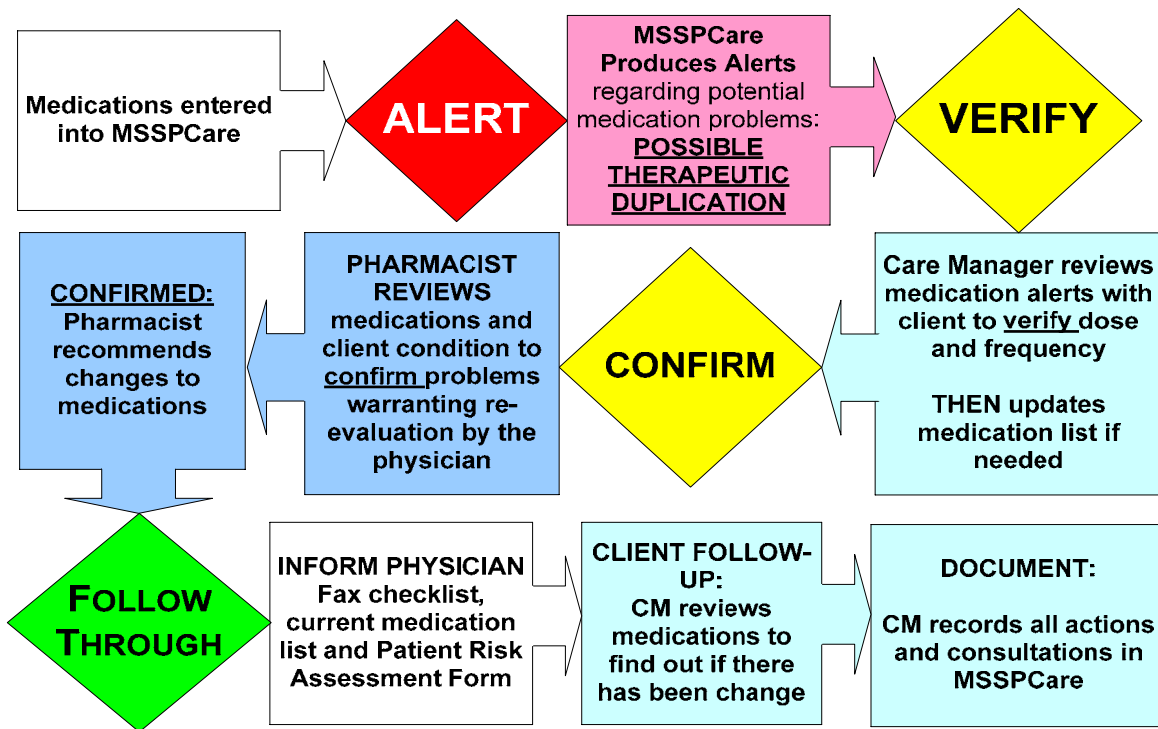 Medications entered
into MSSPCare
ALERT
MSSPCare
Produces Alerts
regarding potential
medication problems:
POSSIBLE
THERAPEUTIC
DUPLICATION
VERIFY
Care Manager reviews
medication alerts with
client to verify dose
and frequency
THEN updates
medication list if
needed
CONFIRM
PHARMACIST
REVIEWS
medications and
client condition to
confirm problems
warranting re-
evaluation by the
physician
CONFIRMED:
Pharmacist
recommends
changes to
medications
FOLLOW
THROUGH
INFORM PHYSICIAN
Fax checklist,
current medication
list and Patient Risk
Assessment Form
CLIENT FOLLOW-
UP:
CM reviews
medications to
find out if there
has been change
DOCUMENT:
CM records all actions
and consultations in
MSSPCare